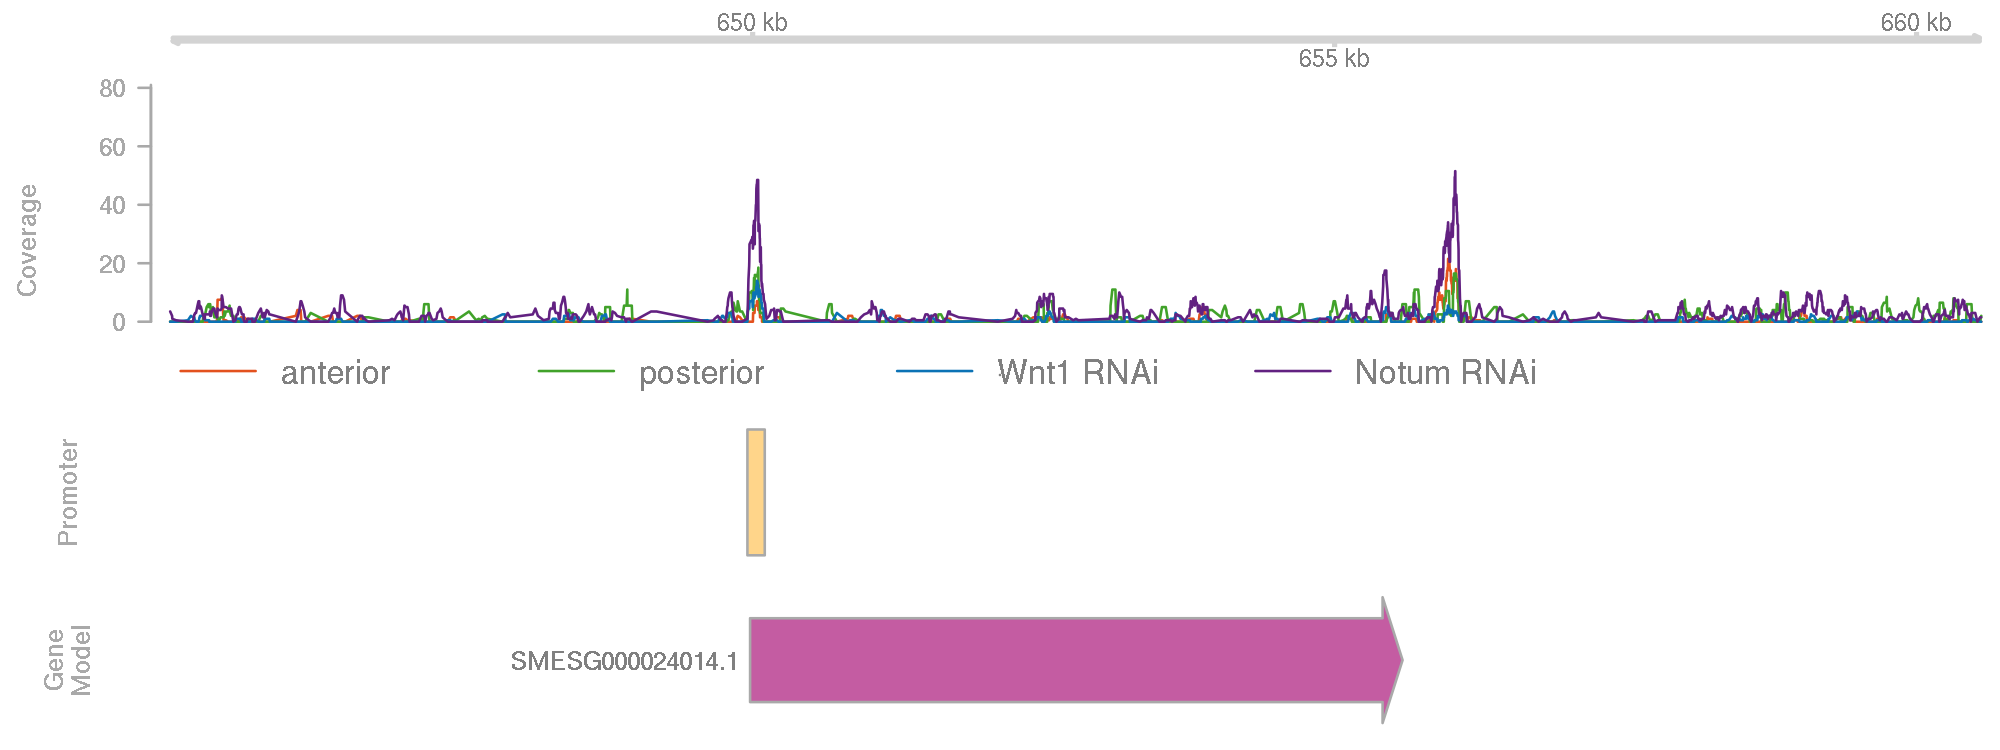 650 kb
660 kb
655 kb
80
60
40
20
0
Coverage
anterior
posterior
Wnt1 RNAi
Notum RNAi
Promoter
Gene
Model
SMESG000024014.1